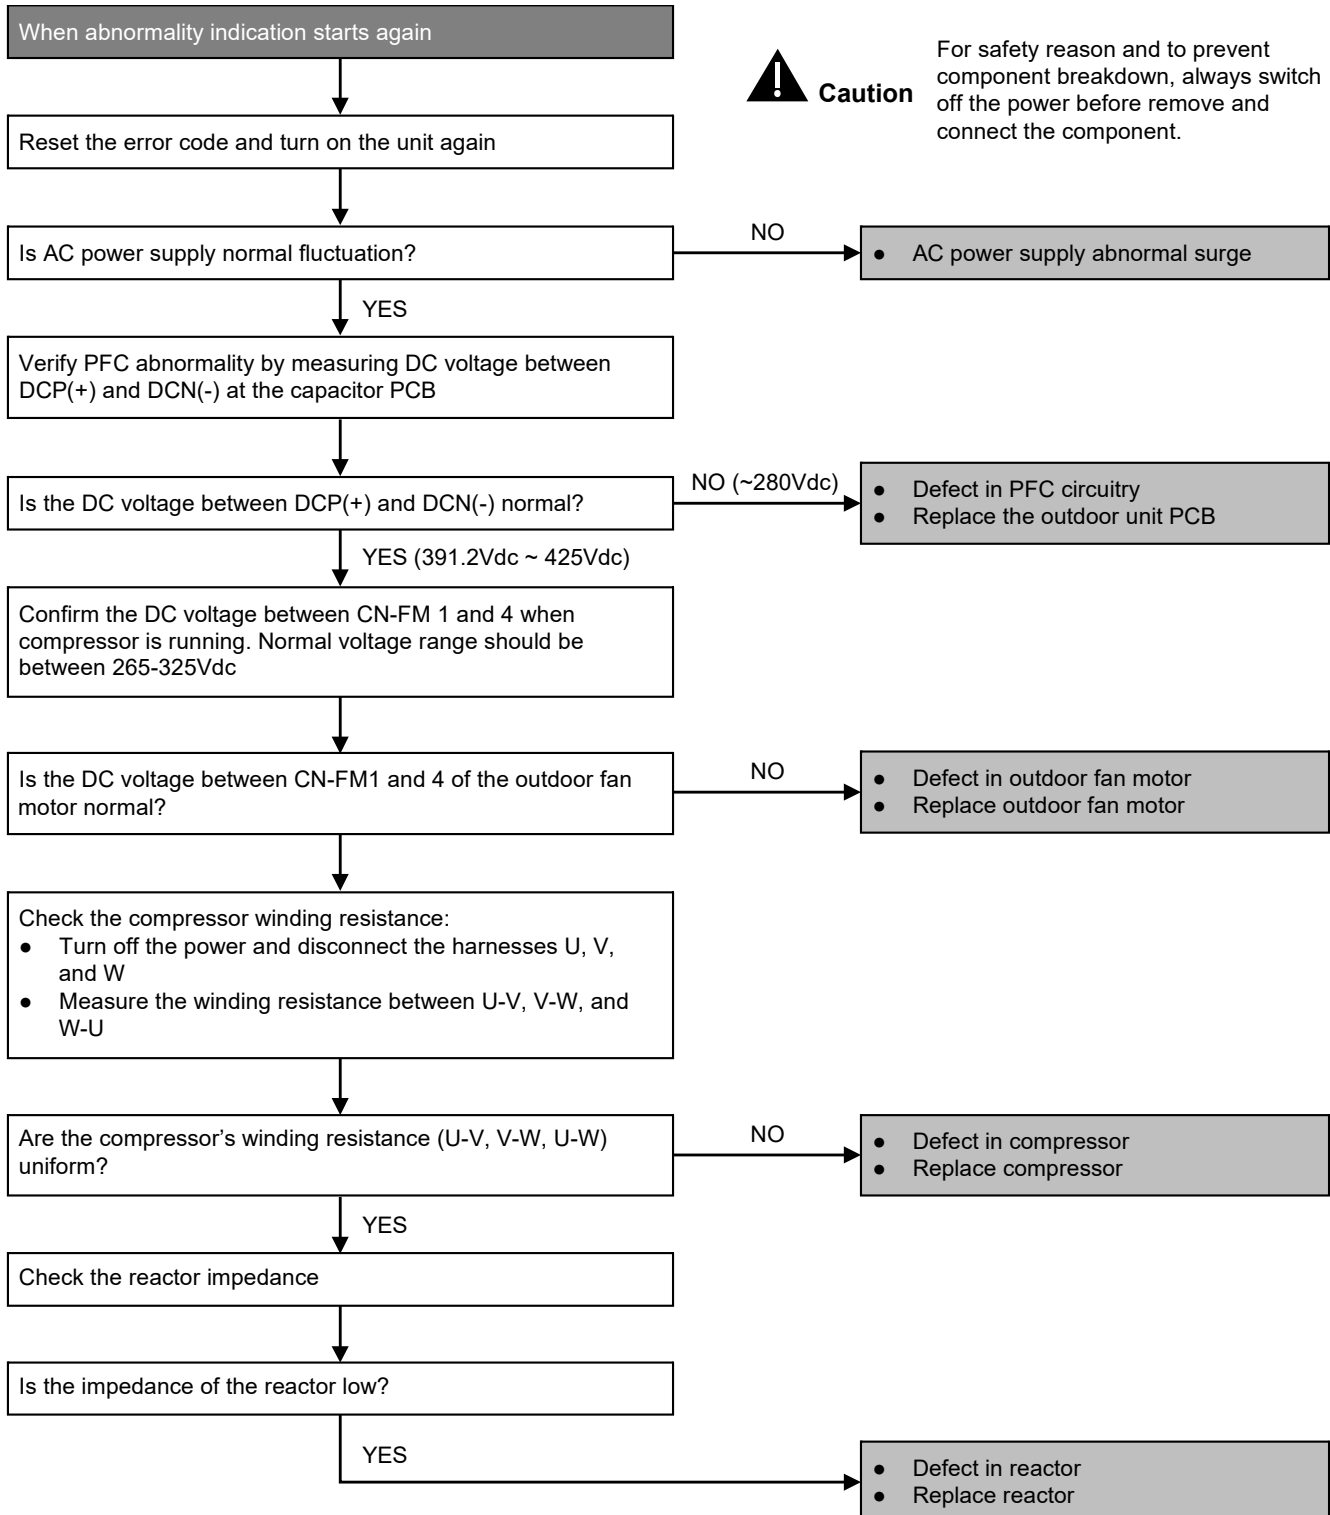 When abnormality indication starts again
Caution
For safety reason and to prevent
component breakdown, always switch
off the power before remove and
connect the component.
Reset the error code and turn on the unit again
Is AC power supply normal fluctuation?
NO
● AC power supply abnormal surge
YES
Verify PFC abnormality by measuring DC voltage between
DCP(+) and DCN(-) at the capacitor PCB
Is the DC voltage between DCP(+) and DCN(-) normal?
NO (~280Vdc)
● Defect in PFC circuitry
● Replace the outdoor unit PCB
YES (391.2Vdc ~ 425Vdc)
Confirm the DC voltage between CN-FM 1 and 4 when
compressor is running. Normal voltage range should be
between 265-325Vdc
Is the DC voltage between CN-FM1 and 4 of the outdoor fan
motor normal?
NO
● Defect in outdoor fan motor
● Replace outdoor fan motor
Check the compressor winding resistance:
● Turn off the power and disconnect the harnesses U, V,
and W
● Measure the winding resistance between U-V, V-W, and
W-U
Are the compressor’s winding resistance (U-V, V-W, U-W)
uniform?
NO
● Defect in compressor
● Replace compressor
YES
Check the reactor impedance
Is the impedance of the reactor low?
YES
● Defect in reactor
● Replace reactor